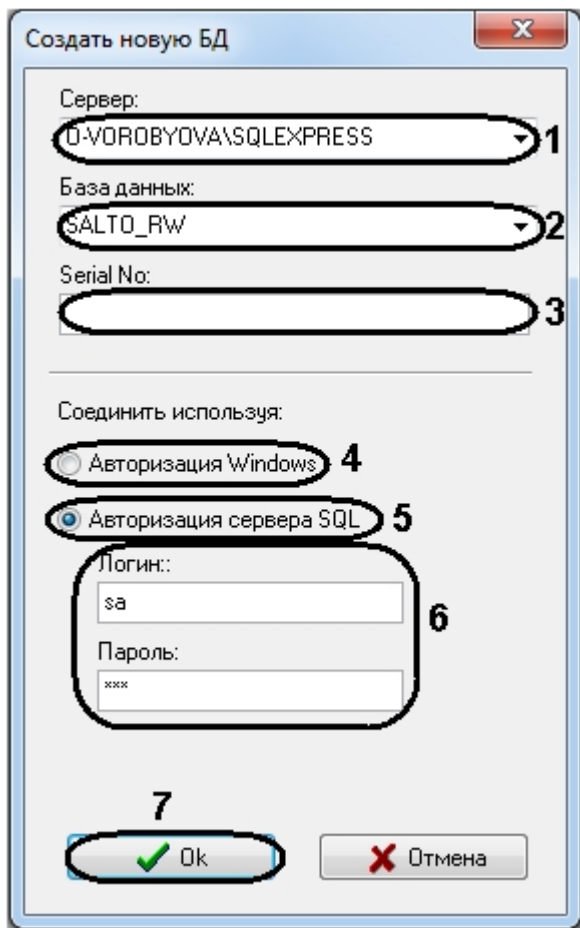 Создать новую БД
Сервер:
O-VOROBYOVA\SQLEXPRESS 1
База данных:
SALTO_RW 2
Serial No:
3
Соединить используя:
Авторизация Windows 4
Авторизация сервера SQL 5
Логин::
sa
6
Пароль:
***
7
Ok Отмена